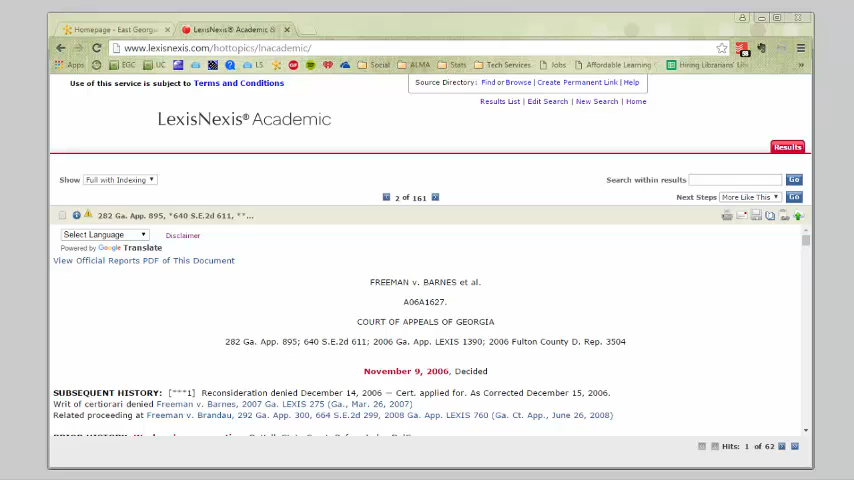 Homepage - East Georgia
LexisNexis® Academic &
www.lexisnexis.com/hottopics/lnacademic/
Apps EGC UC LS Social ALMA Stats Tech Services Jobs Affordable Learning Hiring Librarians'
Use of this service is subject to Terms and Conditions
Source Directory: Find or Browse | Create Permanent Link | Help
Results List | Edit Search | New Search | Home
LexisNexis® Academic
Results
Show Full with Indexing
Search within results Go
2 of 161
Next Steps More Like This Go
282 Ga. App. 895, *640 S.E.2d 611, **...
Select Language
Disclaimer
Powered by Google Translate
View Official Reports PDF of This Document
FREEMAN v. BARNES et al.
A06A1627.
COURT OF APPEALS OF GEORGIA
282 Ga. App. 895; 640 S.E.2d 611; 2006 Ga. App. LEXIS 1390; 2006 Fulton County D. Rep. 3504
November 9, 2006, Decided
SUBSEQUENT HISTORY: [***1] Reconsideration denied December 14, 2006 — Cert. applied for. As Corrected December 15, 2006.
Writ of certiorari denied Freeman v. Barnes, 2007 Ga. LEXIS 275 (Ga., Mar. 26, 2007)
Related proceeding at Freeman v. Brandau, 292 Ga. App. 300, 664 S.E.2d 299, 2008 Ga. App. LEXIS 760 (Ga. Ct. App., June 26, 2008)
Hits: 1 of 62